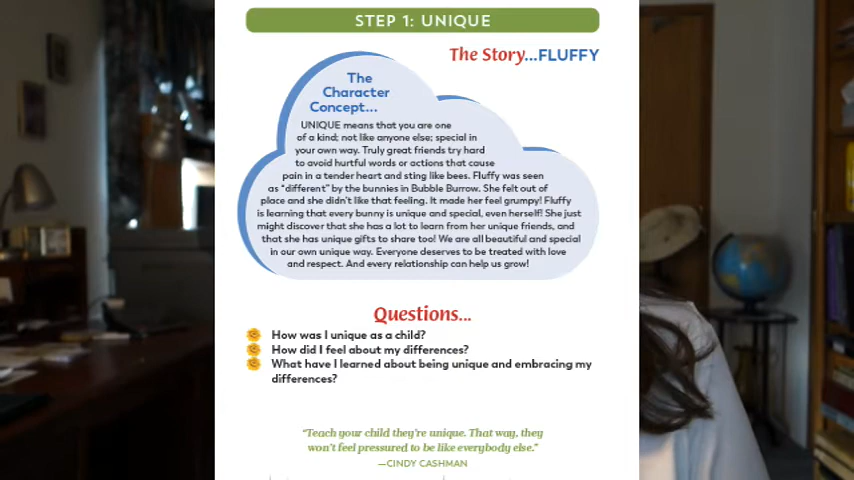 STEP 1: UNIQUE
The Story...FLUFFY
The
Character
Concept...
UNIQUE means that you are one
of a kind; not like anyone else; special in
your own way. Truly great friends try hard
to avoid hurtful words or actions that cause
pain in a tender heart and sting like bees. Fluffy was seen
as “different” by the bunnies in Bubble Burrow. She felt out of
place and she didn't like that feeling. It made her feel grumpy! Fluffy
is learning that every bunny is unique and special, even herself! She just
might discover that she has a lot to learn from her unique friends, and
that she has unique gifts to share too! We are all beautiful and special
in our own unique way. Everyone deserves to be treated with love
and respect. And every relationship can help us grow!
Questions...
How was I unique as a child?
How did I feel about my differences?
What have I learned about being unique and embracing my
differences?
“Teach your child they're unique. That way, they
won't feel pressured to be like everybody else.”
—CINDY CASHMAN